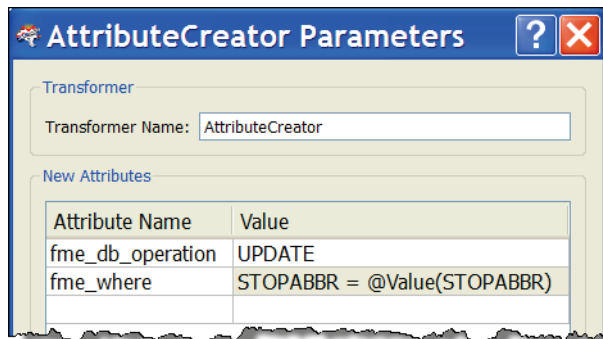 AttributeCreator Parameters ?
Transformer
Transformer Name: AttributeCreator
New Attributes
Attribute Name Value
fme_db_operation UPDATE
fme_where STOPABBR = @Value(STOPABBR)